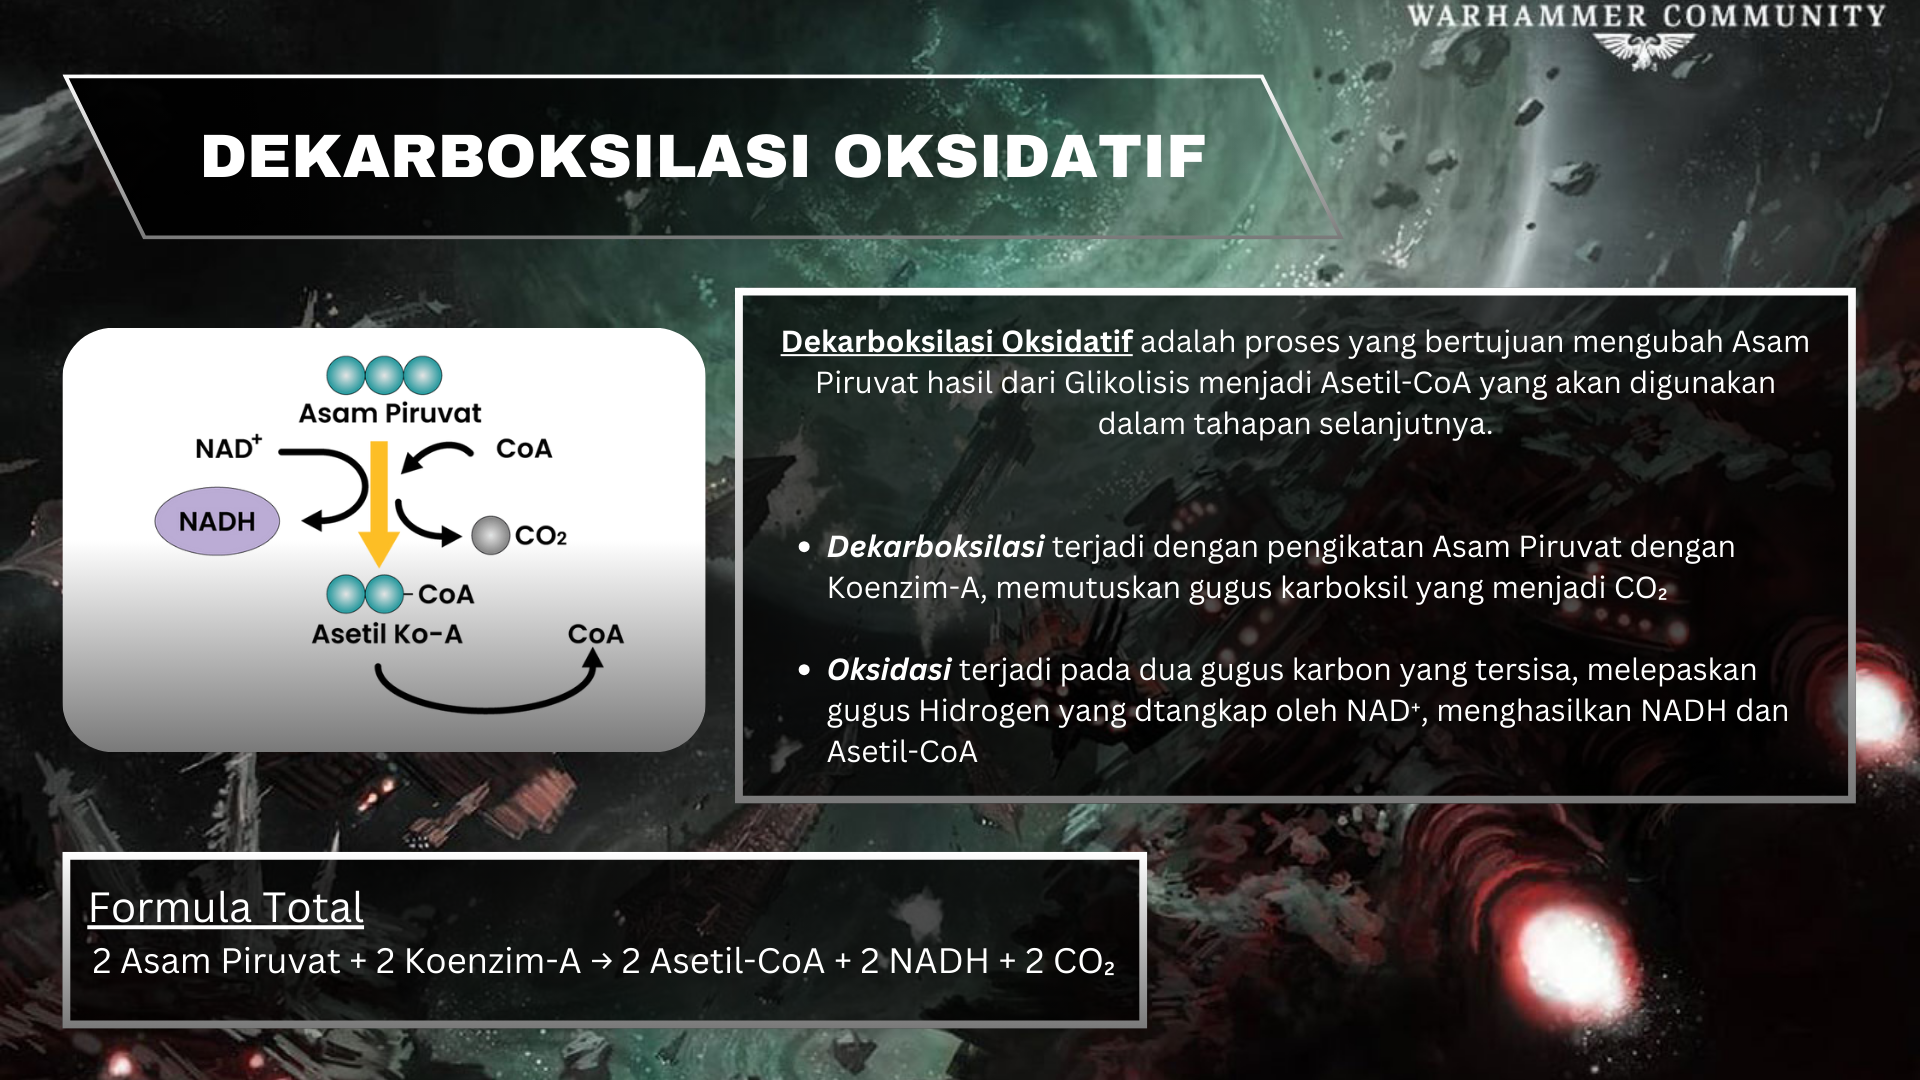 WARHAMMER COMMUNITY
DEKARBOKSILASI OKSIDATIF
Asam Piruvat
NAD⁺
CoA
NADH
CO₂
CoA
Asetil Ko-A
CoA
Dekarboksilasi Oksidatif adalah proses yang bertujuan mengubah Asam
Piruvat hasil dari Glikolisis menjadi Asetil-CoA yang akan digunakan
dalam tahapan selanjutnya.
• Dekarboksilasi terjadi dengan pengikatan Asam Piruvat dengan
Koenzim-A, memutuskan gugus karboksil yang menjadi CO₂
• Oksidasi terjadi pada dua gugus karbon yang tersisa, melepaskan
gugus Hidrogen yang dtangkap oleh NAD⁺, menghasilkan NADH dan
Asetil-CoA
Formula Total
2 Asam Piruvat + 2 Koenzim-A → 2 Asetil-CoA + 2 NADH + 2 CO₂